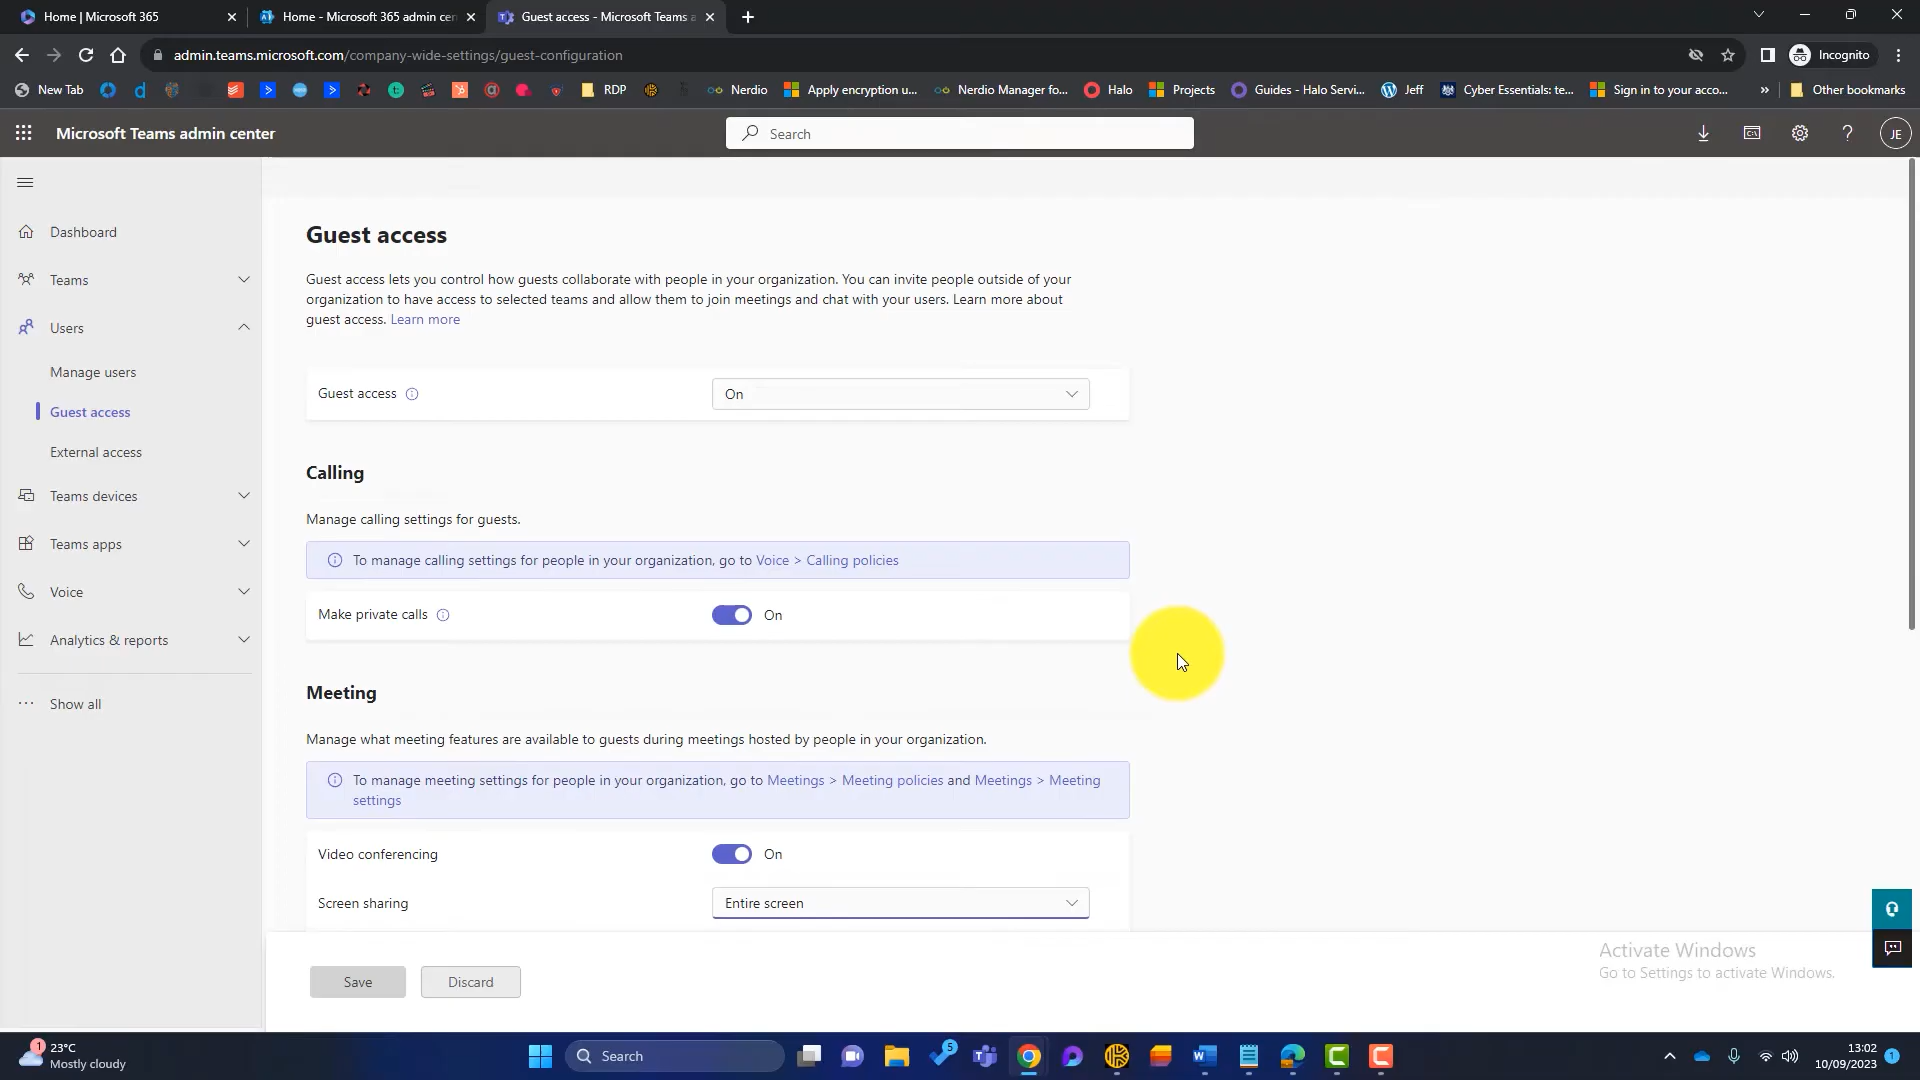 Home | Microsoft 365
Home - Microsoft 365 admin cen
Guest access - Microsoft Teams a
admin.teams.microsoft.com/company-wide-settings/guest-configuration
Incognito
New Tab
RDP
Nerdio
Apply encryption u...
Nerdio Manager fo...
Halo
Projects
Guides - Halo Servi...
Jeff
Cyber Essentials: te...
Sign in to your acco...
»
Other bookmarks
Microsoft Teams admin center
Search
JE
Dashboard
Teams
Users
Manage users
Guest access
External access
Teams devices
Teams apps
Voice
Analytics & reports
Show all
Guest access
Guest access lets you control how guests collaborate with people in your organization. You can invite people outside of your
organization to have access to selected teams and allow them to join meetings and chat with your users. Learn more about
guest access. Learn more
Guest access
On
Calling
Manage calling settings for guests.
To manage calling settings for people in your organization, go to Voice > Calling policies
Make private calls
On
Meeting
Manage what meeting features are available to guests during meetings hosted by people in your organization.
To manage meeting settings for people in your organization, go to Meetings > Meeting policies and Meetings > Meeting
settings
Video conferencing
On
Screen sharing
Entire screen
Save
Discard
Activate Windows
Go to Settings to activate Windows.
1
23°C
Mostly cloudy
Search
5
13:02
10/09/2023
1